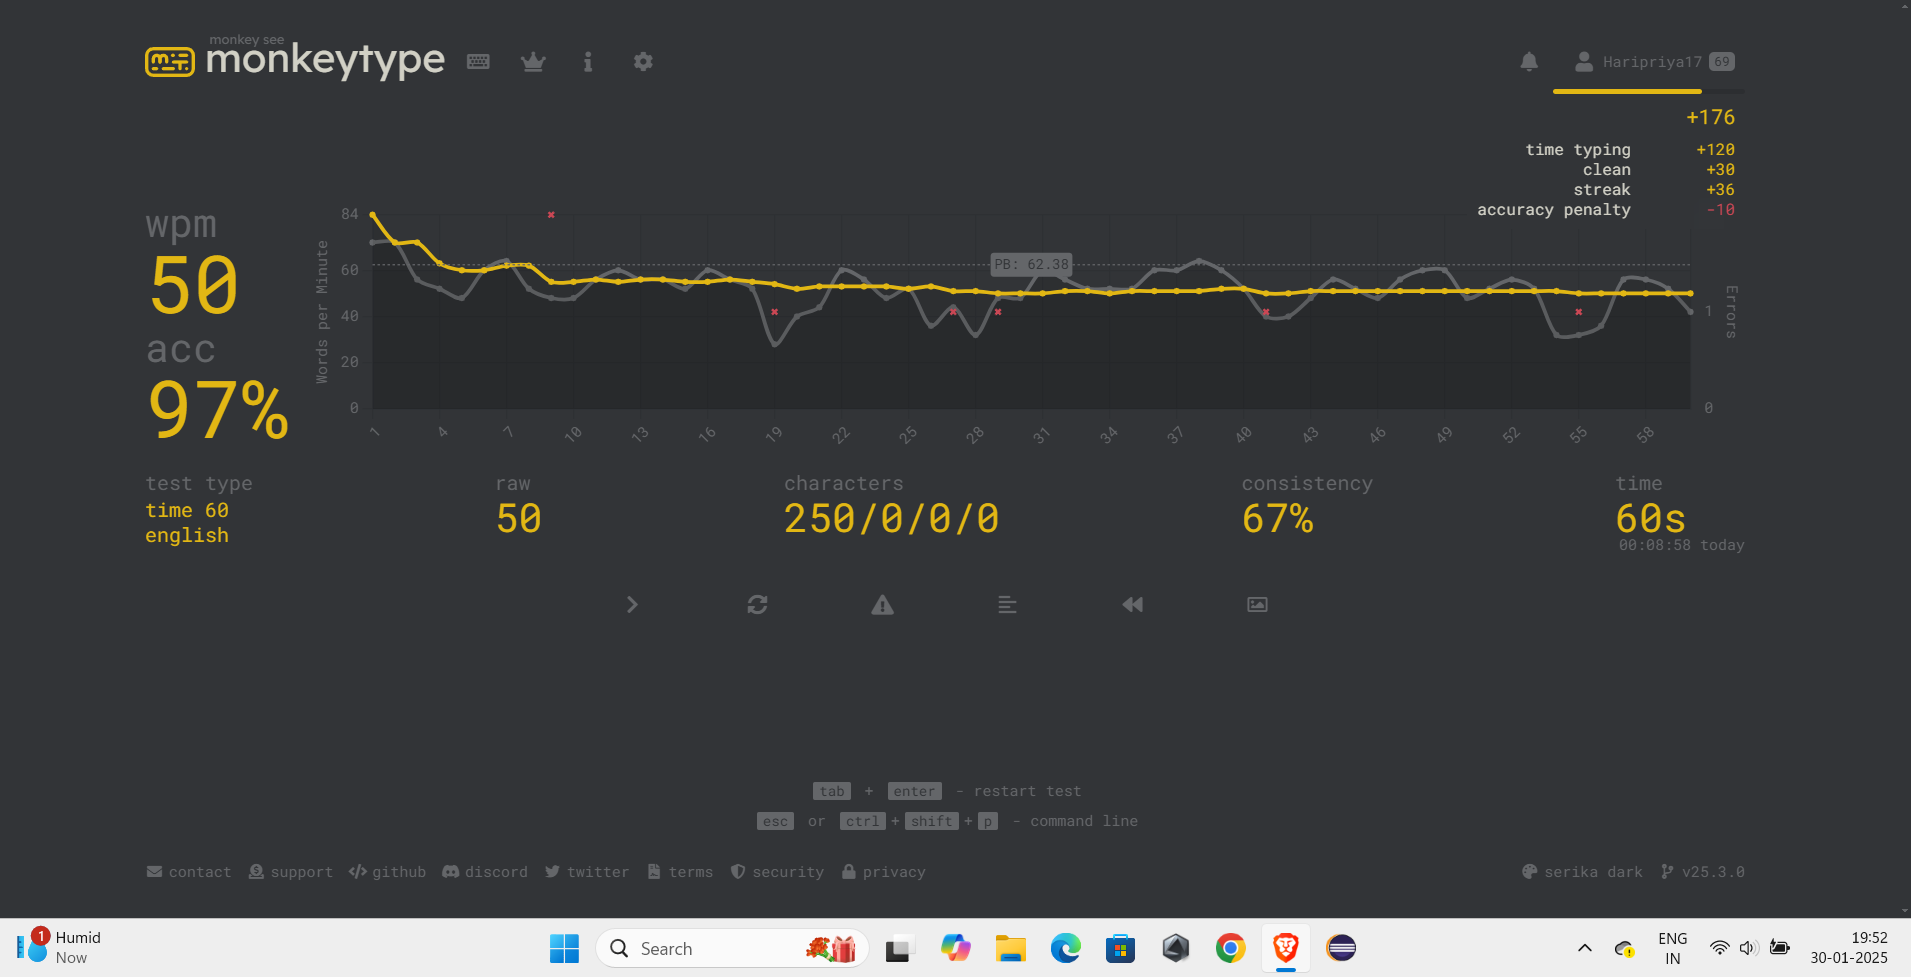 monkey see
monkeytype
Haripriya17 69
+176
time typing +120
clean +30
streak +36
accuracy penalty -10
wpm
50
acc
97%
Words per Minute
84
60
40
20
0
PB: 62.38
1
0
Errors
1 4 7 10 13 16 19 22 25 28 31 34 37 40 43 46 49 52 55 58
test type
time 60
english
raw
50
characters
250/0/0/0
consistency
67%
time
60s
00:08:58 today
tab + enter - restart test
esc or ctrl + shift + p - command line
contact support github discord twitter terms security privacy serika dark v25.3.0
1
Humid
Now
Search
ENG
IN
19:52
30-01-2025